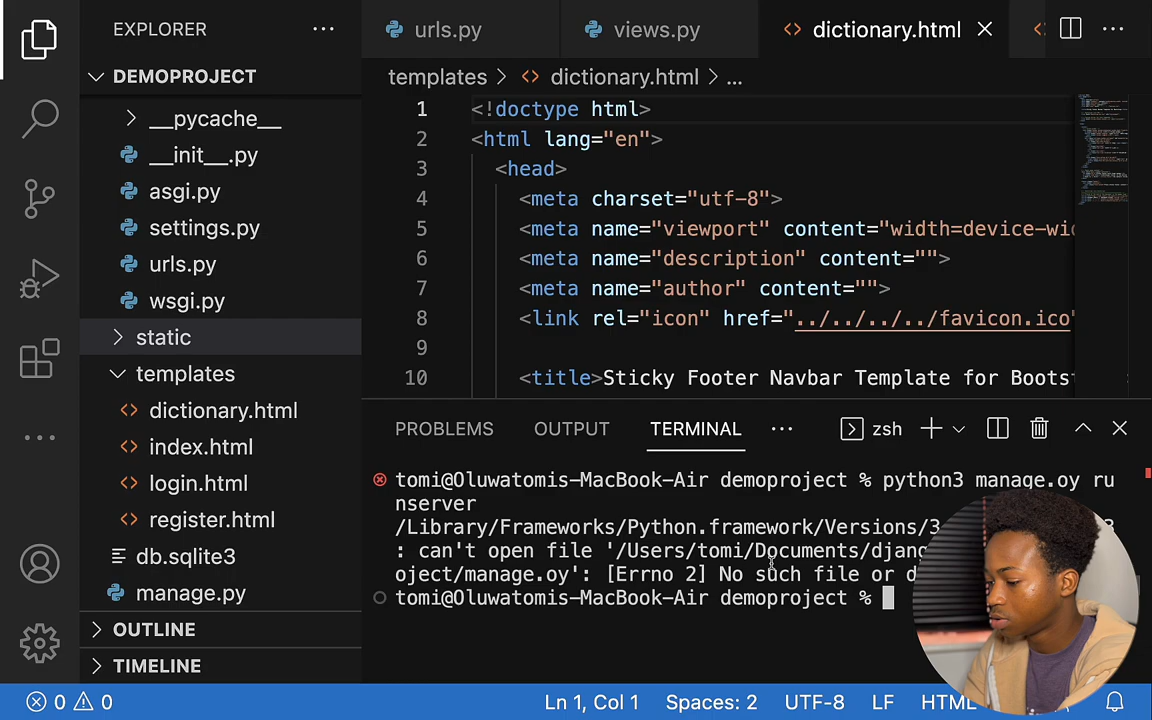 EXPLORER
DEMOPROJECT
__pycache__
__init__.py
asgi.py
settings.py
urls.py
wsgi.py
static
templates
dictionary.html
index.html
login.html
register.html
db.sqlite3
manage.py
OUTLINE
TIMELINE
urls.py views.py dictionary.html
templates > dictionary.html > ...
1 <!doctype html>
2 <html lang="en">
3 <head>
4 <meta charset="utf-8">
5 <meta name="viewport" content="width=device-wid
6 <meta name="description" content="">
7 <meta name="author" content="">
8 <link rel="icon" href="../../../../favicon.ico"
9
10 <title>Sticky Footer Navbar Template for Bootst
PROBLEMS OUTPUT TERMINAL ... zsh
tomi@Oluwatomis-MacBook-Air demoproject % python3 manage.oy ru
nserver
/Library/Frameworks/Python.framework/Versions/3
: can't open file '/Users/tomi/Documents/djang
oject/manage.oy': [Errno 2] No such file or d
tomi@Oluwatomis-MacBook-Air demoproject %
0 0 Ln 1, Col 1 Spaces: 2 UTF-8 LF HTML